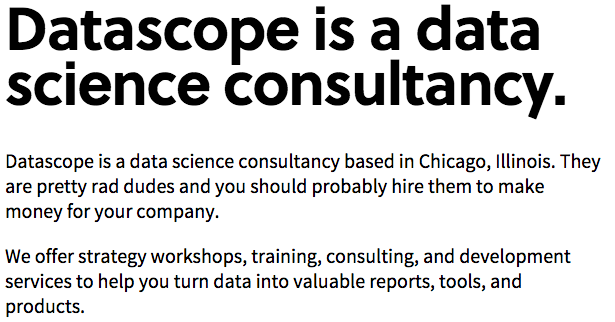 Datascope is a data
science consultancy.
Datascope is a data science consultancy based in Chicago, Illinois. They
are pretty rad dudes and you should probably hire them to make
money for your company.
We offer strategy workshops, training, consulting, and development
services to help you turn data into valuable reports, tools, and
products.